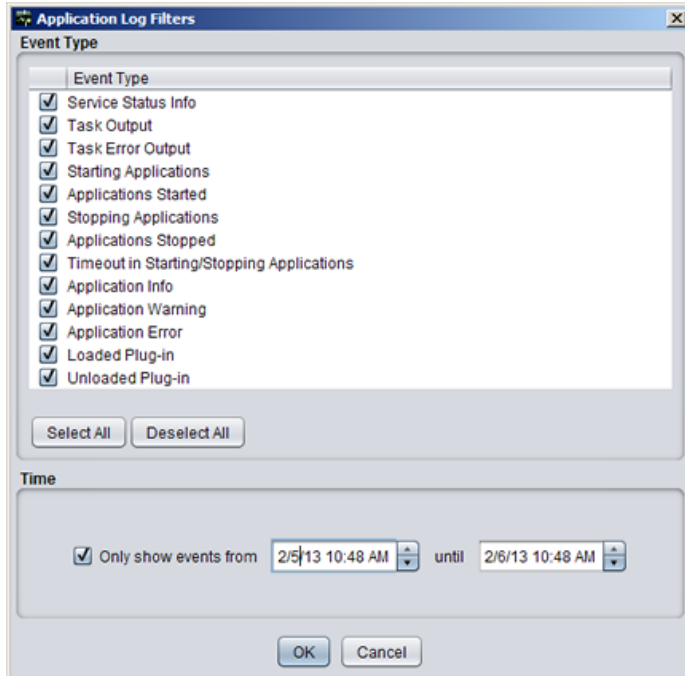 Application Log Filters
Event Type
Event Type
Service Status Info
Task Output
Task Error Output
Starting Applications
Applications Started
Stopping Applications
Applications Stopped
Timeout in Starting/Stopping Applications
Application Info
Application Warning
Application Error
Loaded Plug-in
Unloaded Plug-in
Select All Deselect All
Time
Only show events from 2/5/13 10:48 AM until 2/6/13 10:48 AM
OK Cancel